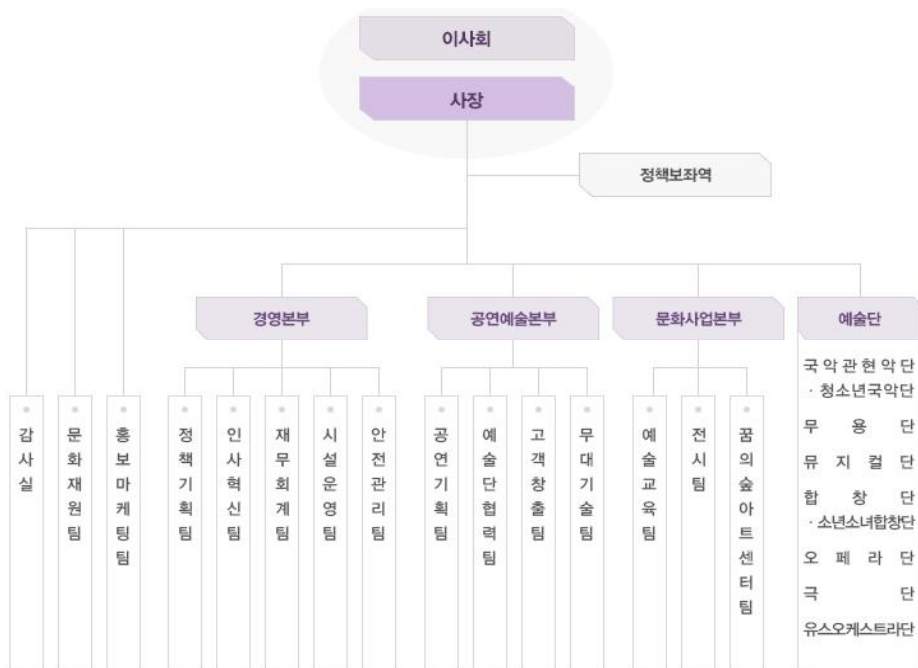 이사회
사장
정책보좌역
경영본부
공연예술본부
문화사업본부
예술단
감사실
문화재원팀
홍보마케팅팀
정책기획팀
인사혁신팀
재무회계팀
시설운영팀
안전관리팀
공연기획팀
예술단협력팀
고객창출팀
무대기술팀
예술교육팀
전시팀
꿈의숲아트센터팀
국악관현악단
· 청소년국악단
무용단
뮤지컬단
합창단
· 소년소녀합창단
오페라단
극단
유스오케스트라단